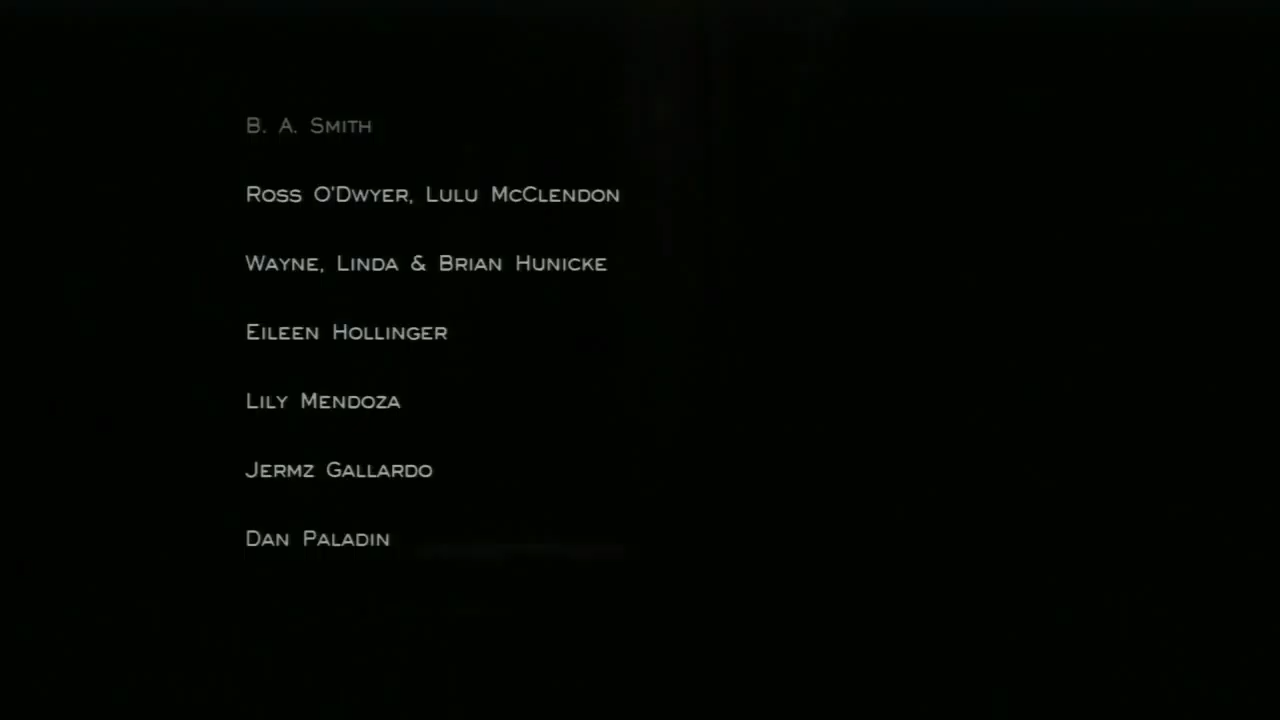 B. A. Smith
Ross O'Dwyer, Lulu McClendon
Wayne, Linda & Brian Hunicke
Eileen Hollinger
Lily Mendoza
Jermz Gallardo
Dan Paladin